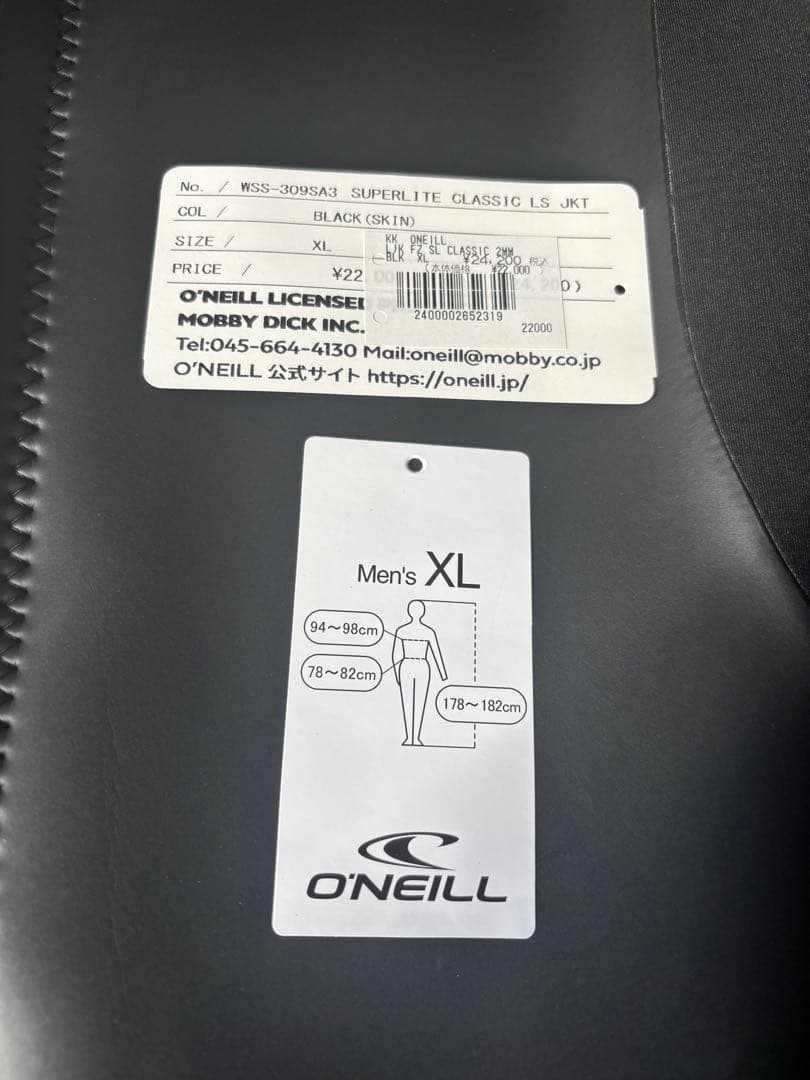 No. / WSS-309SA3 SUPERLITE CLASSIC LS JKT
COL / BLACK(SKIN)
SIZE / XL
PRICE / ¥22,000 24,200)
KK ONEILL
L/K FZ SL CLASSIC 2MM
BLK XL ¥24,200 税込
(本体価格 ¥22,000 )
2400002652319
22000
O'NEILL LICENSED
MOBBY DICK INC.
Tel:045-664-4130 Mail:oneill@mobby.co.jp
O'NEILL 公式サイト https://oneill.jp/
Men's XL
94～98cm
78～82cm
178～182cm
O'NEILL